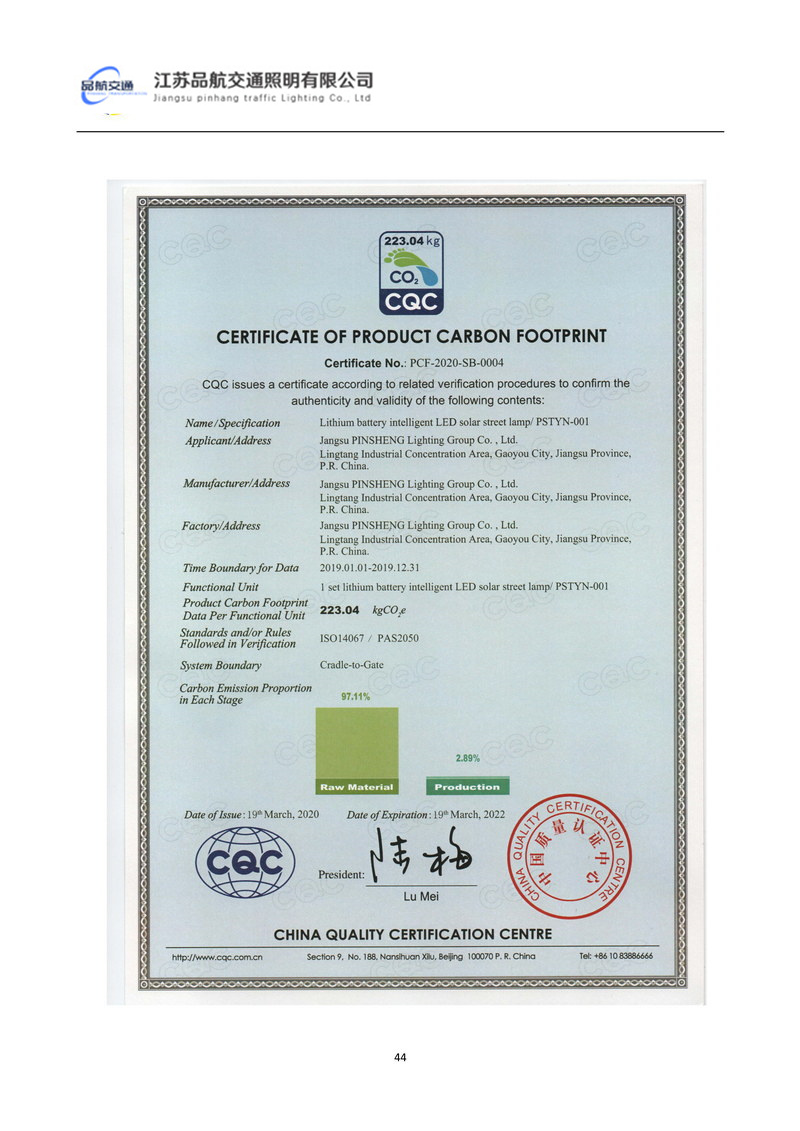 品航交通
江苏品航交通照明有限公司
Jiangsu pinhang traffic Lighting Co., Ltd
223.04 kg
CO₂
CQC
CERTIFICATE OF PRODUCT CARBON FOOTPRINT
Certificate No.: PCF-2020-SB-0004
CQC issues a certificate according to related verification procedures to confirm the
authenticity and validity of the following contents:
Name/Specification Lithium battery intelligent LED solar street lamp/ PSTYN-001
Applicant/Address Jangsu PINSHENG Lighting Group Co. , Ltd.
Lingtang Industrial Concentration Area, Gaoyou City, Jiangsu Province,
P.R. China.
Manufacturer/Address Jangsu PINSHENG Lighting Group Co. , Ltd.
Lingtang Industrial Concentration Area, Gaoyou City, Jiangsu Province,
P.R. China.
Factory/Address Jangsu PINSHENG Lighting Group Co. , Ltd.
Lingtang Industrial Concentration Area, Gaoyou City, Jiangsu Province,
P.R. China.
Time Boundary for Data 2019.01.01-2019.12.31
Functional Unit 1 set lithium battery intelligent LED solar street lamp/ PSTYN-001
Product Carbon Footprint
Data Per Functional Unit 223.04 kgCO₂e
Standards and/or Rules
Followed in Verification ISO14067 / PAS2050
System Boundary Cradle-to-Gate
Carbon Emission Proportion
in Each Stage
97.11%
2.89%
Raw Material Production
Date of Issue: 19th March, 2020 Date of Expiration: 19th March, 2022
CQC
President: 陆梅
Lu Mei
CHINA QUALITY CERTIFICATION CENTRE
中国质量认证中心
CHINA QUALITY CERTIFICATION CENTRE
http://www.cqc.com.cn Section 9, No. 188, Nansihuan Xilu, Beijing 100070 P. R. China Tel: +86 10 83886666
44